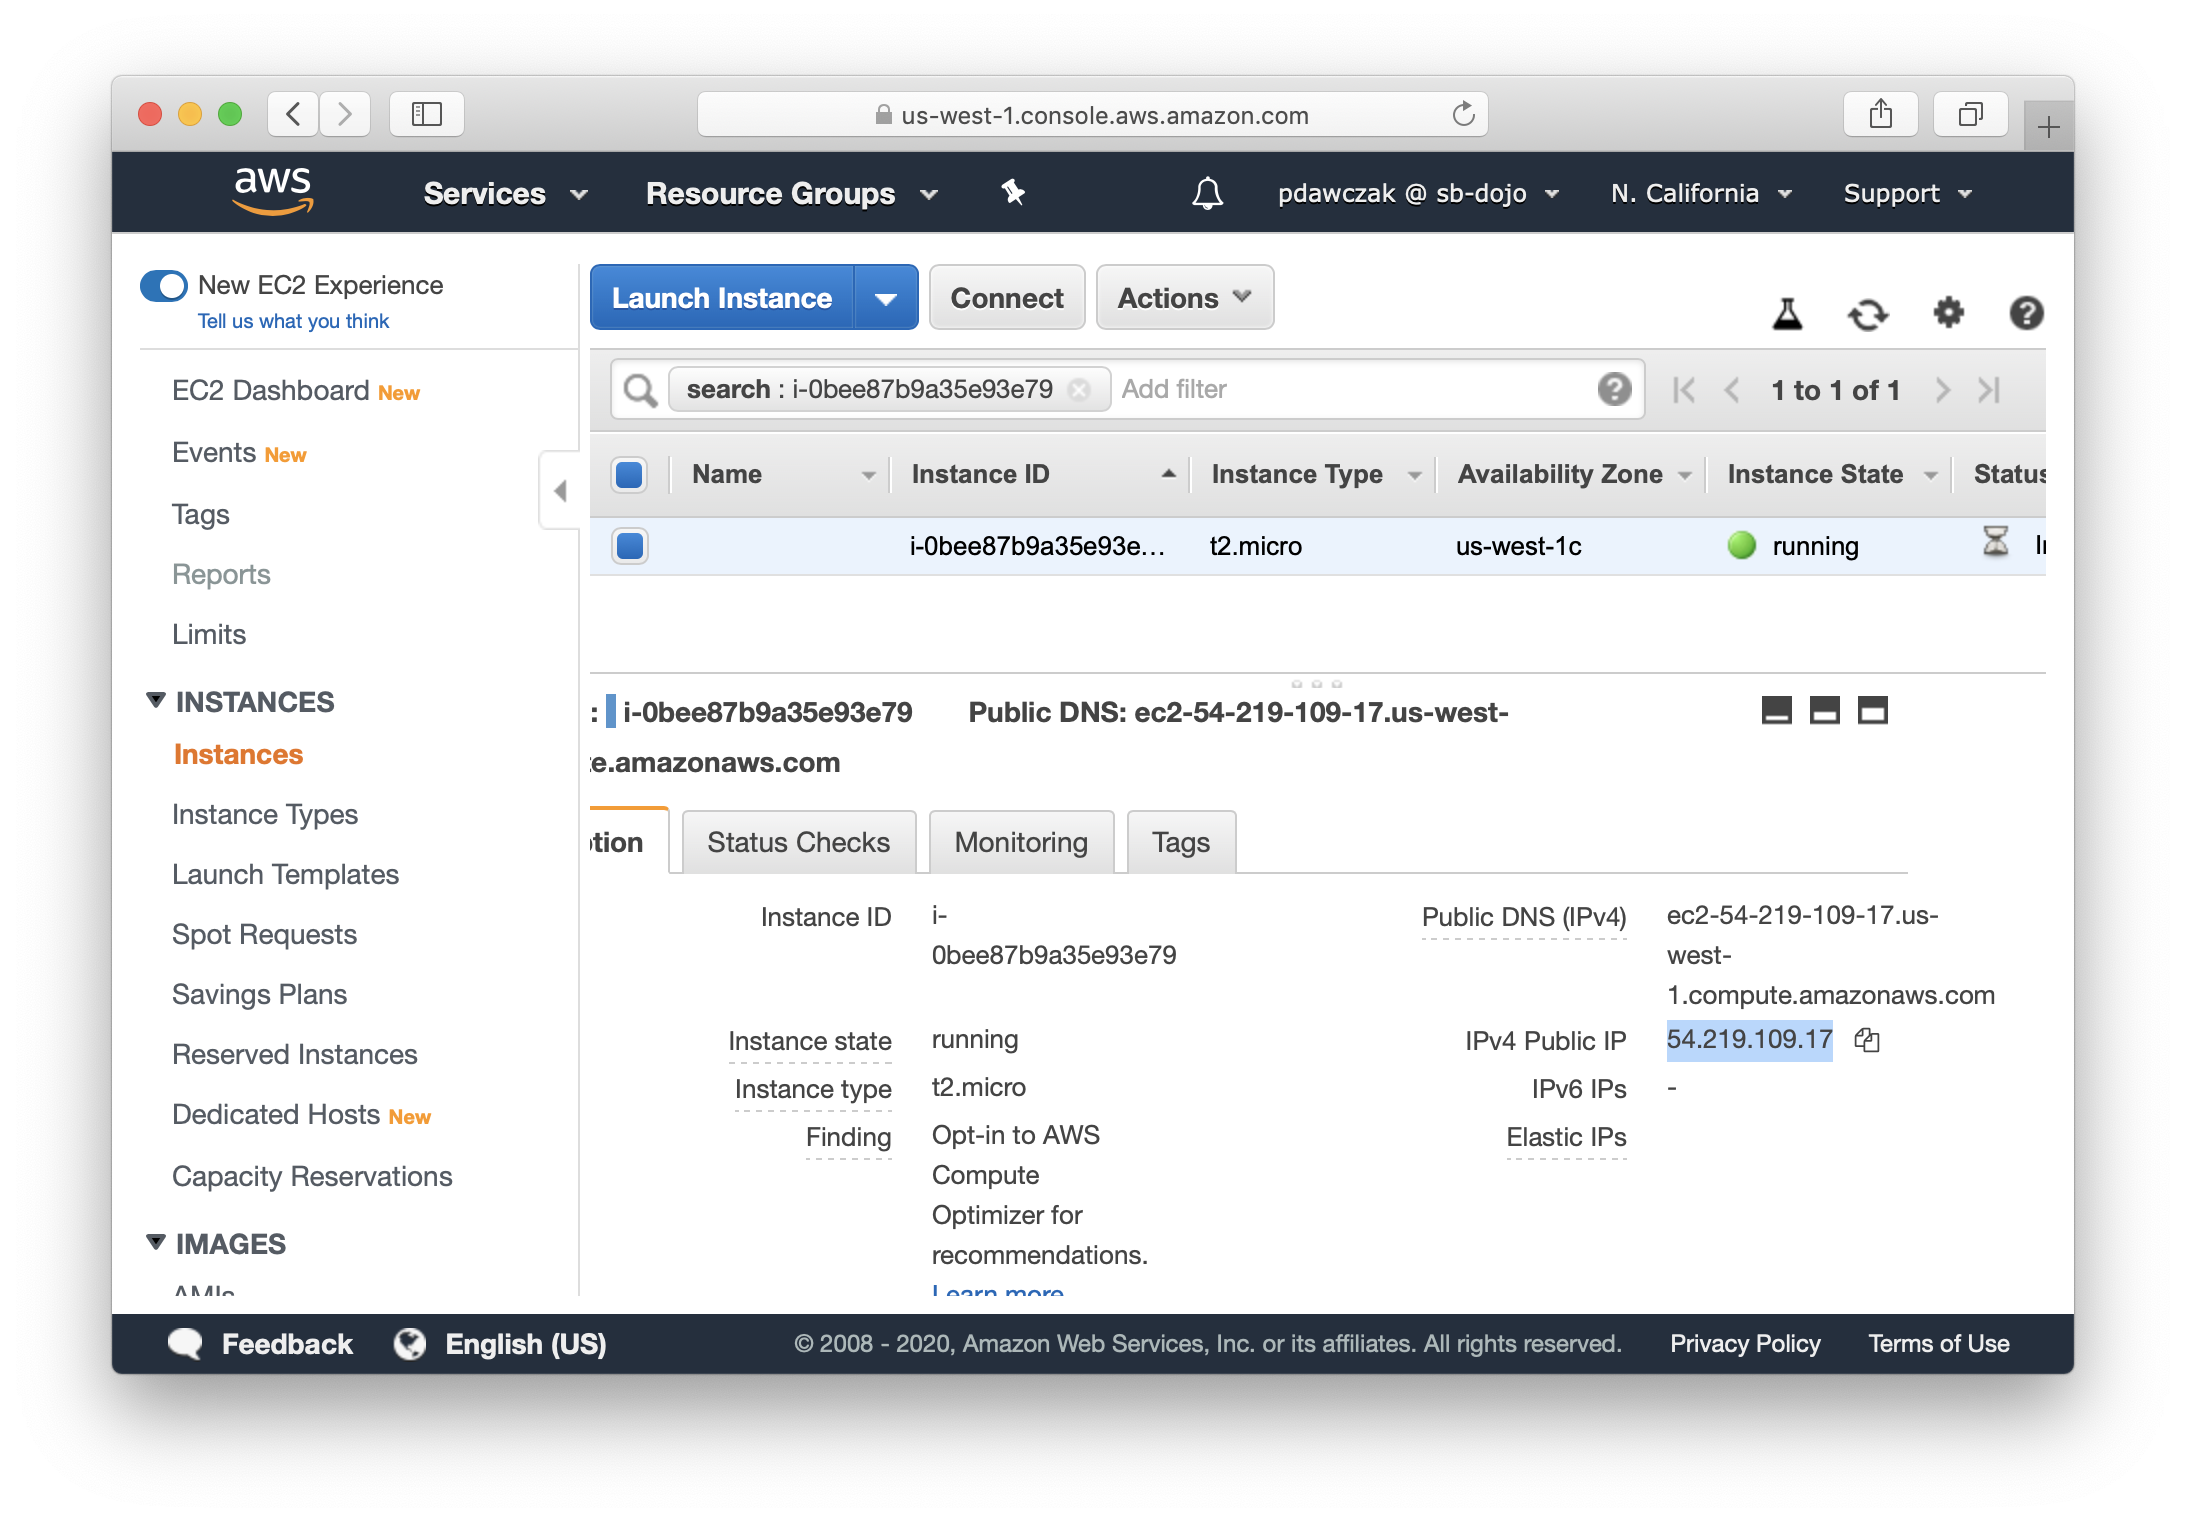 us-west-1.console.aws.amazon.com
aws Services Resource Groups pdawczak @ sb-dojo N. California Support
New EC2 Experience
Tell us what you think
EC2 Dashboard New
Events New
Tags
Reports
Limits
INSTANCES
Instances
Instance Types
Launch Templates
Spot Requests
Savings Plans
Reserved Instances
Dedicated Hosts New
Capacity Reservations
IMAGES
AMIs
Launch Instance Connect Actions
search : i-0bee87b9a35e93e79 Add filter 1 to 1 of 1
Name Instance ID Instance Type Availability Zone Instance State Status
i-0bee87b9a35e93e... t2.micro us-west-1c running
: i-0bee87b9a35e93e79 Public DNS: ec2-54-219-109-17.us-west-
e.amazonaws.com
tion Status Checks Monitoring Tags
Instance ID i-
0bee87b9a35e93e79
Instance state running
Instance type t2.micro
Finding Opt-in to AWS
Compute
Optimizer for
recommendations.
Learn more
Public DNS (IPv4) ec2-54-219-109-17.us-
west-
1.compute.amazonaws.com
IPv4 Public IP 54.219.109.17
IPv6 IPs -
Elastic IPs
Feedback English (US) © 2008 - 2020, Amazon Web Services, Inc. or its affiliates. All rights reserved. Privacy Policy Terms of Use